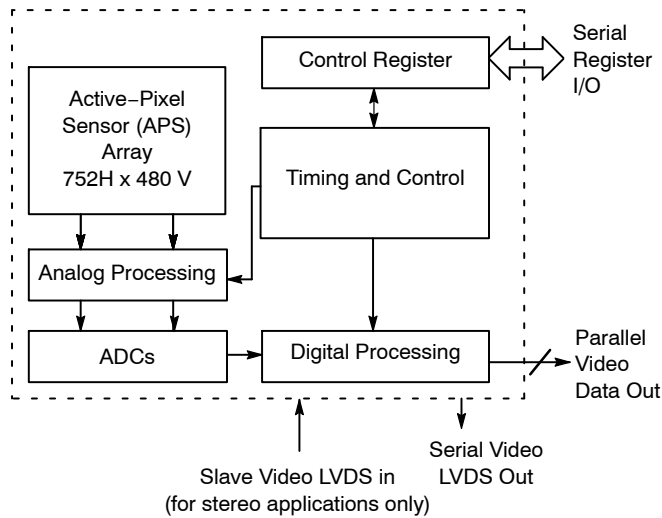 Control Register
Serial
Register
I/O
Active−Pixel
Sensor (APS)
Array
752H x 480 V
Timing and Control
Analog Processing
ADCs
Digital Processing
Parallel
Video
Data Out
Slave Video LVDS in
(for stereo applications only)
Serial Video
LVDS Out